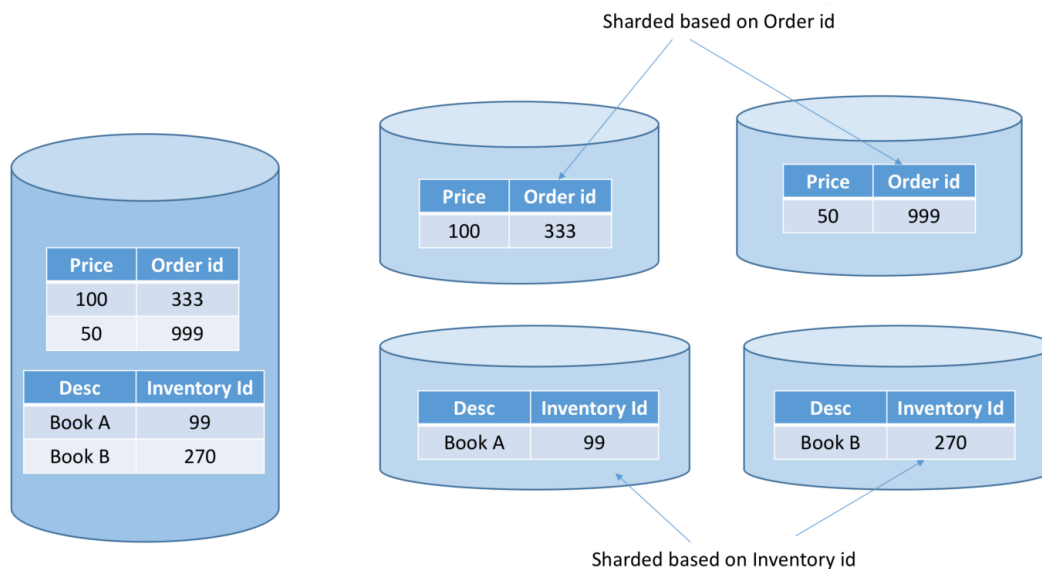 Sharded based on Order id
Price Order id
100 333
50 999
Desc Inventory Id
Book A 99
Book B 270
Price Order id
100 333
Price Order id
50 999
Desc Inventory Id
Book A 99
Desc Inventory Id
Book B 270
Sharded based on Inventory id